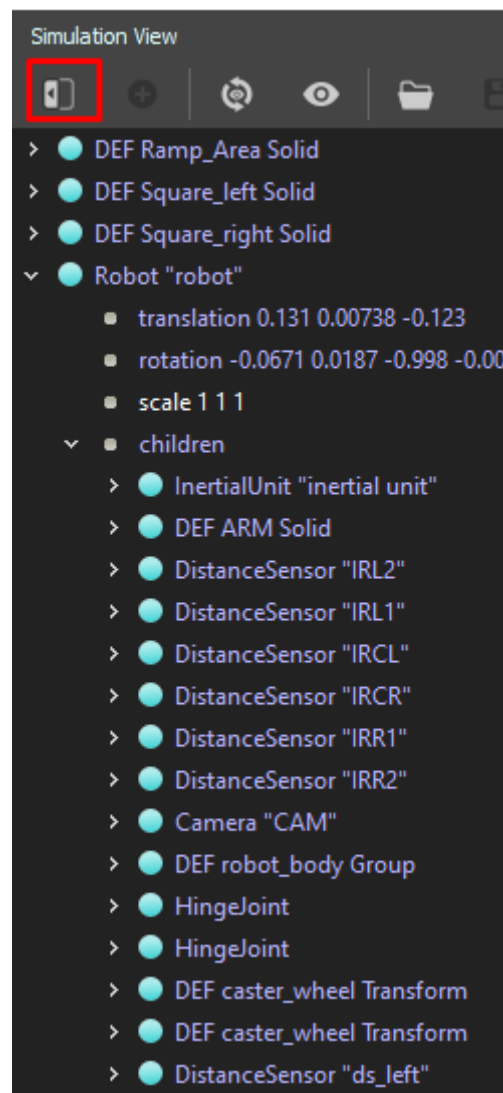 Simulation View
DEF Ramp_Area Solid
DEF Square_left Solid
DEF Square_right Solid
Robot "robot"
translation 0.131 0.00738 -0.123
rotation -0.0671 0.0187 -0.998 -0.00
scale 1 1 1
children
InertialUnit "inertial unit"
DEF ARM Solid
DistanceSensor "IRL2"
DistanceSensor "IRL1"
DistanceSensor "IRCL"
DistanceSensor "IRCR"
DistanceSensor "IRR1"
DistanceSensor "IRR2"
Camera "CAM"
DEF robot_body Group
HingeJoint
HingeJoint
DEF caster_wheel Transform
DEF caster_wheel Transform
DistanceSensor "ds_left"